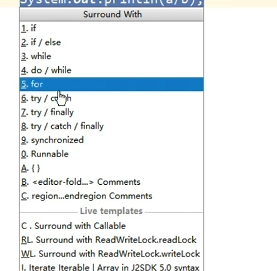 System.out.println(a/b);
Surround With
1. if
2. if / else
3. while
4. do / while
5. for
6. try / catch
7. try / finally
8. try / catch / finally
9. synchronized
0. Runnable
A. { }
B. <editor-fold...> Comments
C. region...endregion Comments
Live templates
C . Surround with Callable
RL. Surround with ReadWriteLock.readLock
WL. Surround with ReadWriteLock.writeLock
I. Iterate Iterable | Array in J2SDK 5.0 syntax